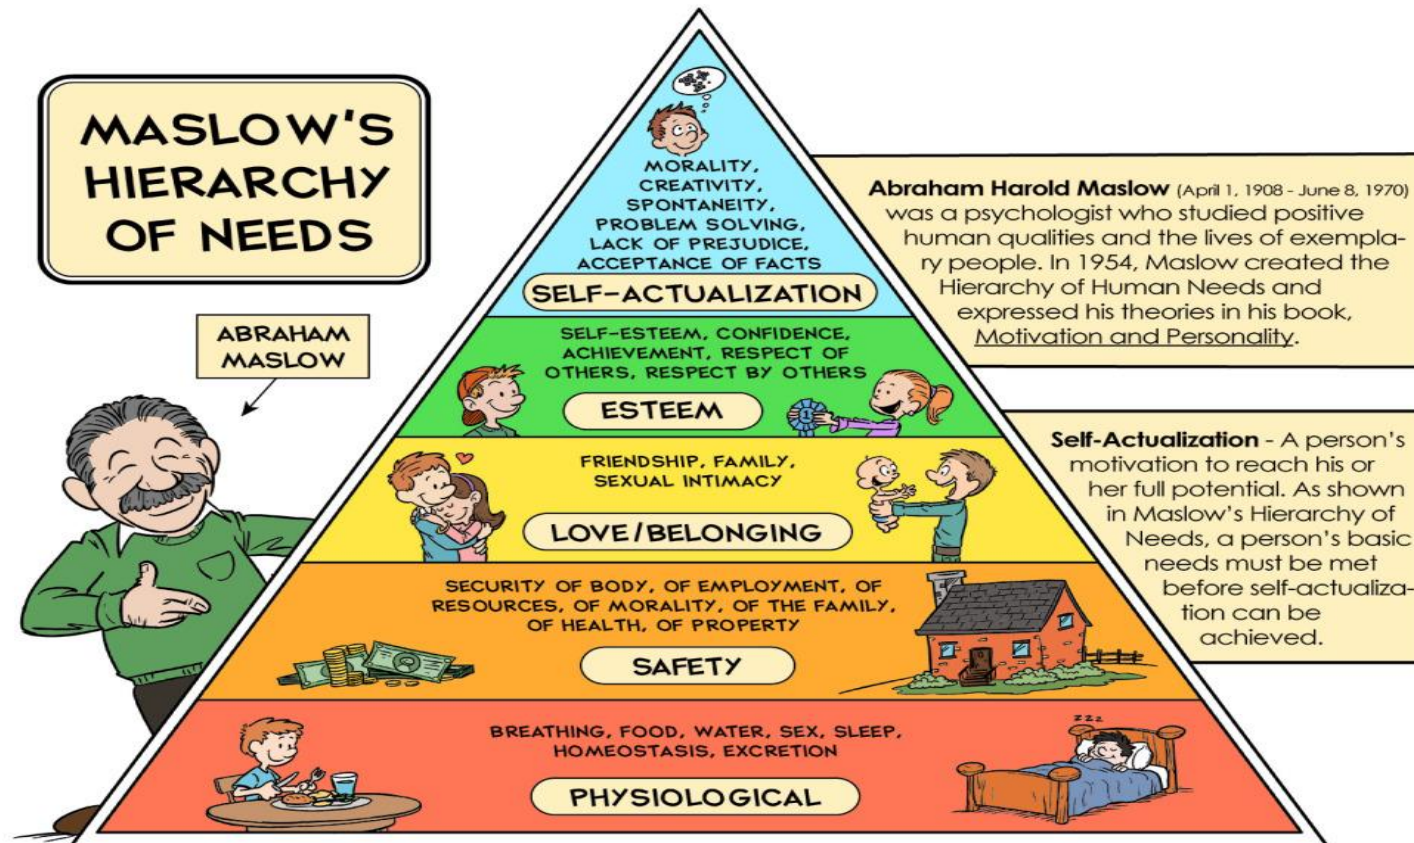 MASLOW'S
HIERARCHY
OF NEEDS
ABRAHAM
MASLOW
MORALITY,
CREATIVITY,
SPONTANEITY,
PROBLEM SOLVING,
LACK OF PREJUDICE,
ACCEPTANCE OF FACTS
SELF-ACTUALIZATION
SELF-ESTEEM, CONFIDENCE,
ACHIEVEMENT, RESPECT OF
OTHERS, RESPECT BY OTHERS
ESTEEM
1
FRIENDSHIP, FAMILY,
SEXUAL INTIMACY
LOVE/BELONGING
SECURITY OF BODY, OF EMPLOYMENT, OF
RESOURCES, OF MORALITY, OF THE FAMILY,
OF HEALTH, OF PROPERTY
SAFETY
BREATHING, FOOD, WATER, SEX, SLEEP,
HOMEOSTASIS, EXCRETION
zzz
PHYSIOLOGICAL
Abraham Harold Maslow (April 1, 1908 - June 8, 1970)
was a psychologist who studied positive
human qualities and the lives of exempla-
ry people. In 1954, Maslow created the
Hierarchy of Human Needs and
expressed his theories in his book,
Motivation and Personality.
Self-Actualization - A person's
motivation to reach his or
her full potential. As shown
in Maslow's Hierarchy of
Needs, a person's basic
needs must be met
before self-actualiza-
tion can be
achieved.